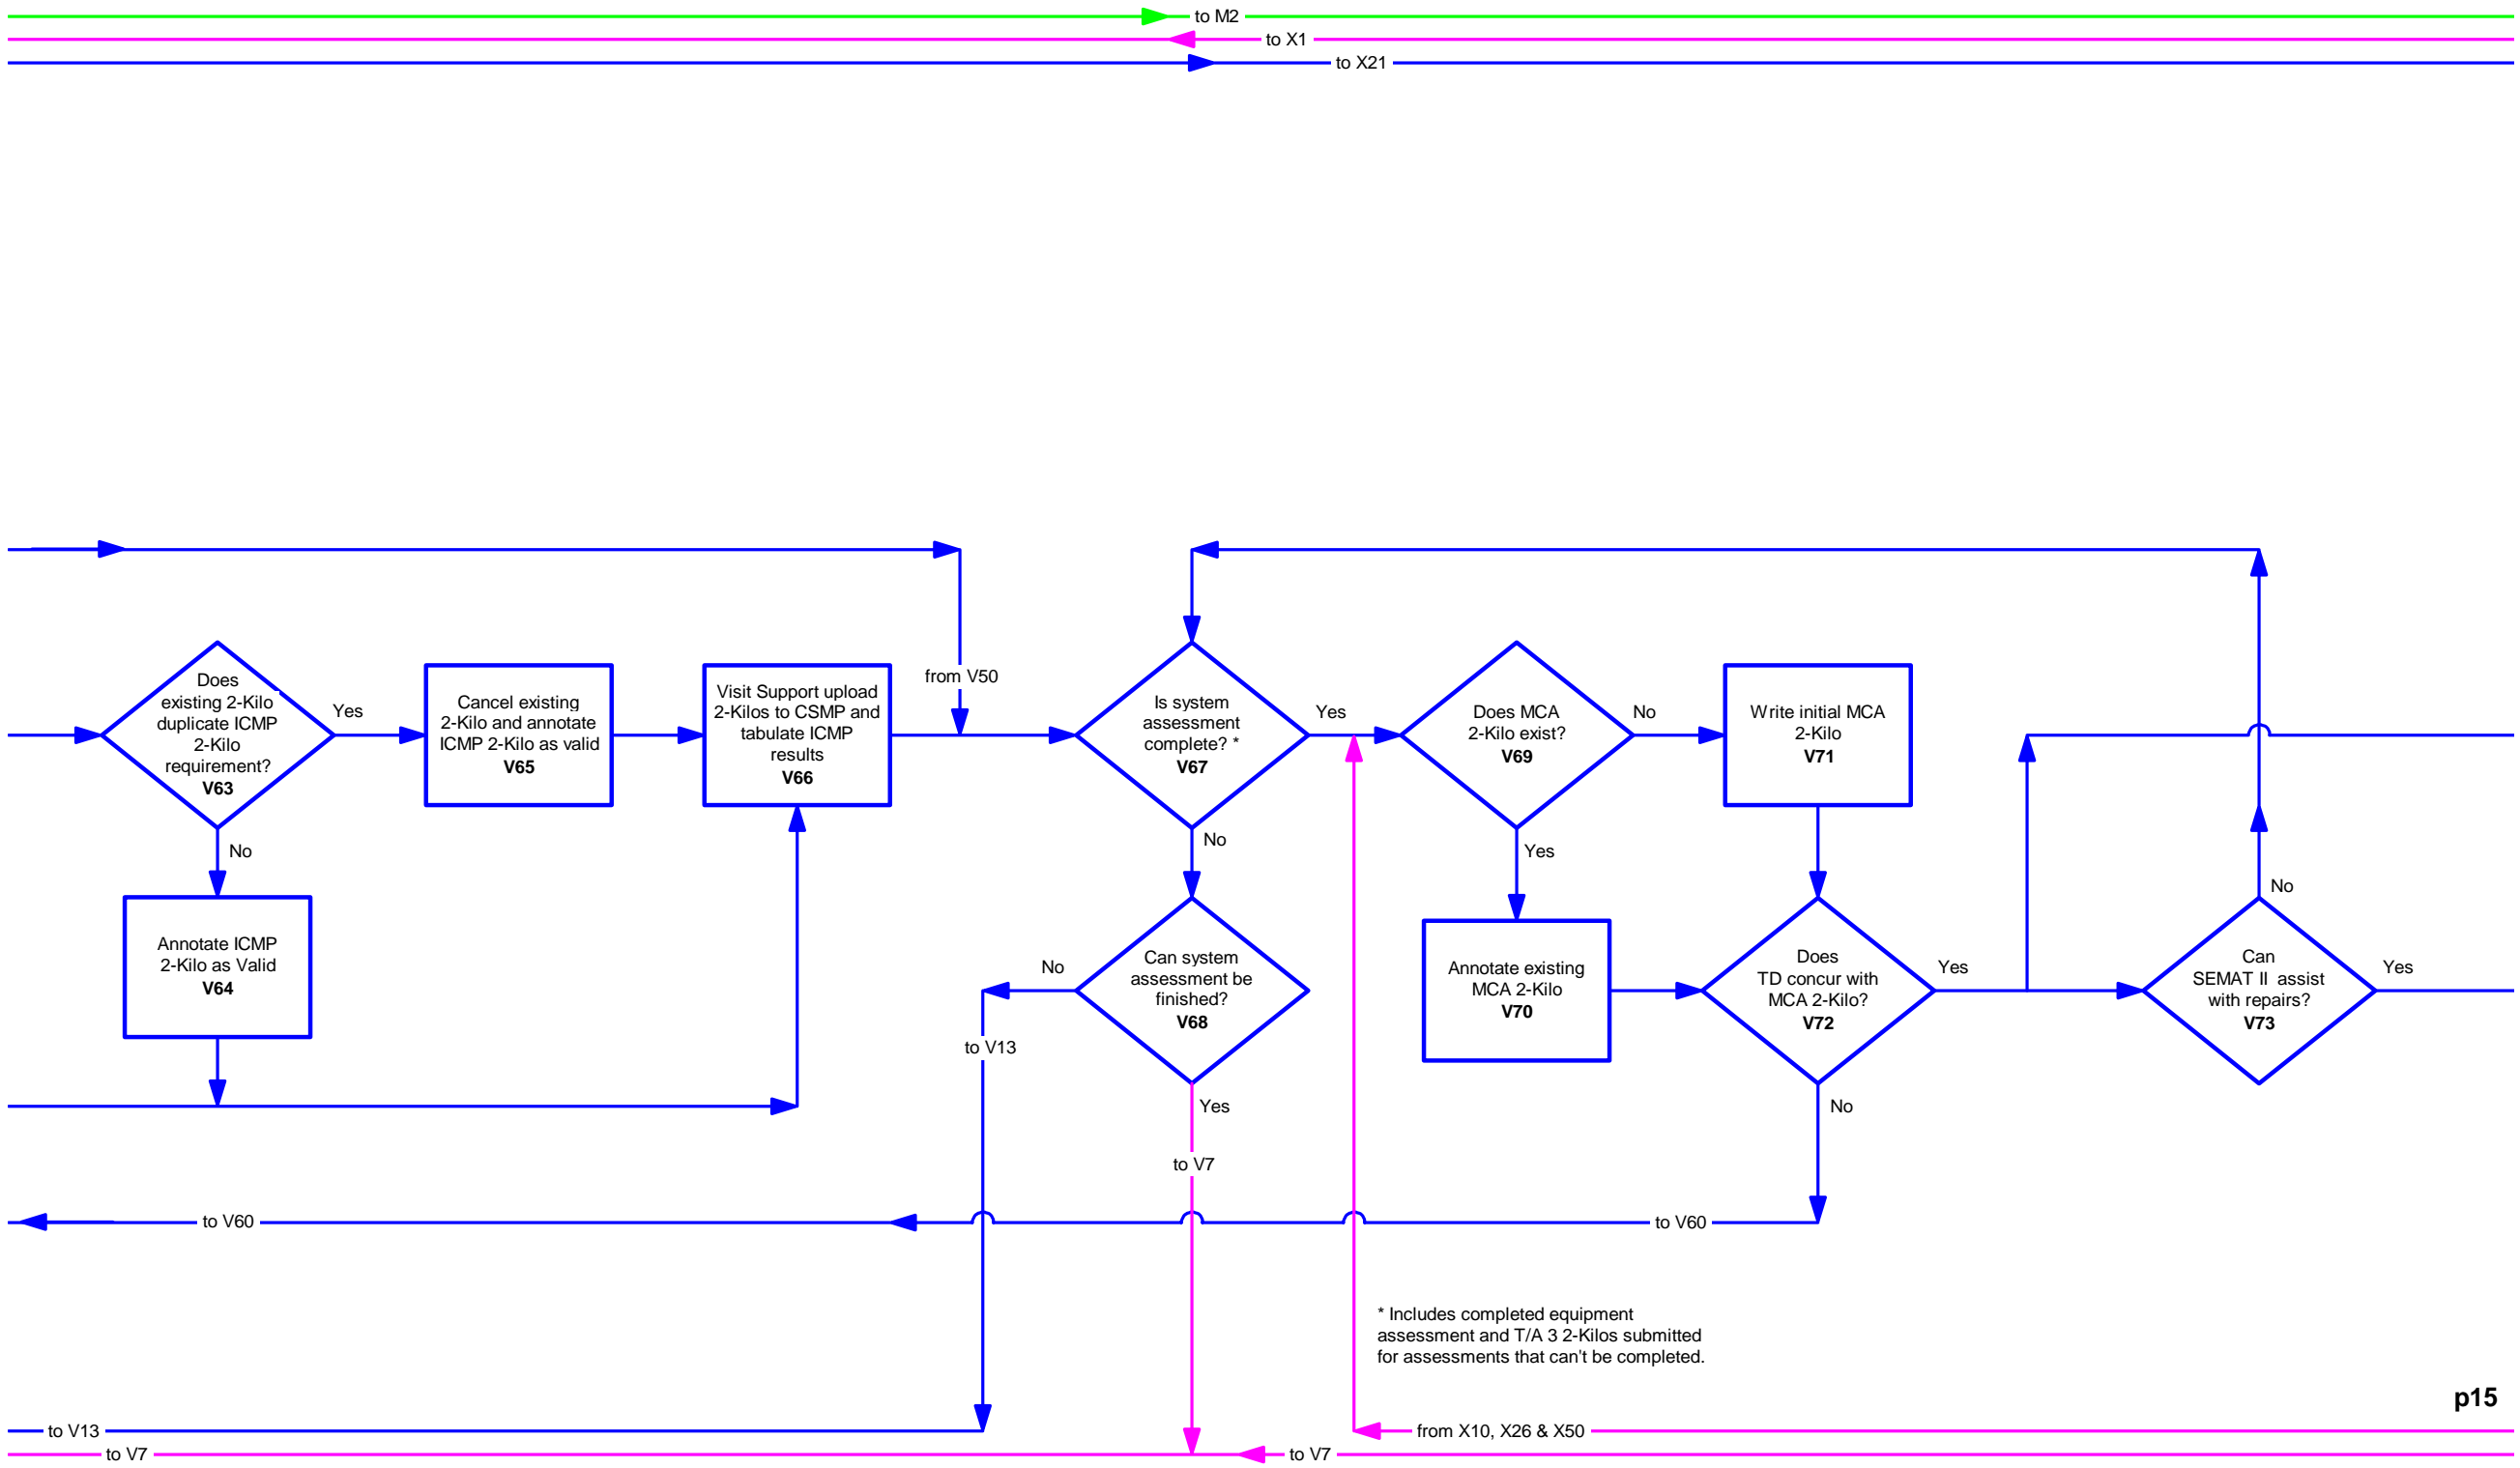 to M2
to X1
to X21
from V50
Does
existing 2-Kilo
duplicate ICMP
2-Kilo
requirement?
V63
Yes
No
Cancel existing
2-Kilo and annotate
ICMP 2-Kilo as valid
V65
Visit Support upload
2-Kilos to CSMP and
tabulate ICMP
results
V66
Is system
assessment
complete? *
V67
Yes
No
Does MCA
2-Kilo exist?
V69
No
Yes
Write initial MCA
2-Kilo
V71
Annotate ICMP
2-Kilo as Valid
V64
Can system
assessment be
finished?
V68
No
to V13
Yes
to V7
Annotate existing
MCA 2-Kilo
V70
Does
TD concur with
MCA 2-Kilo?
V72
Yes
No
Can
SEMAT II assist
with repairs?
V73
No
Yes
to V60
to V60
* Includes completed equipment
assessment and T/A 3 2-Kilos submitted
for assessments that can't be completed.
p15
to V13
from X10, X26 & X50
to V7
to V7